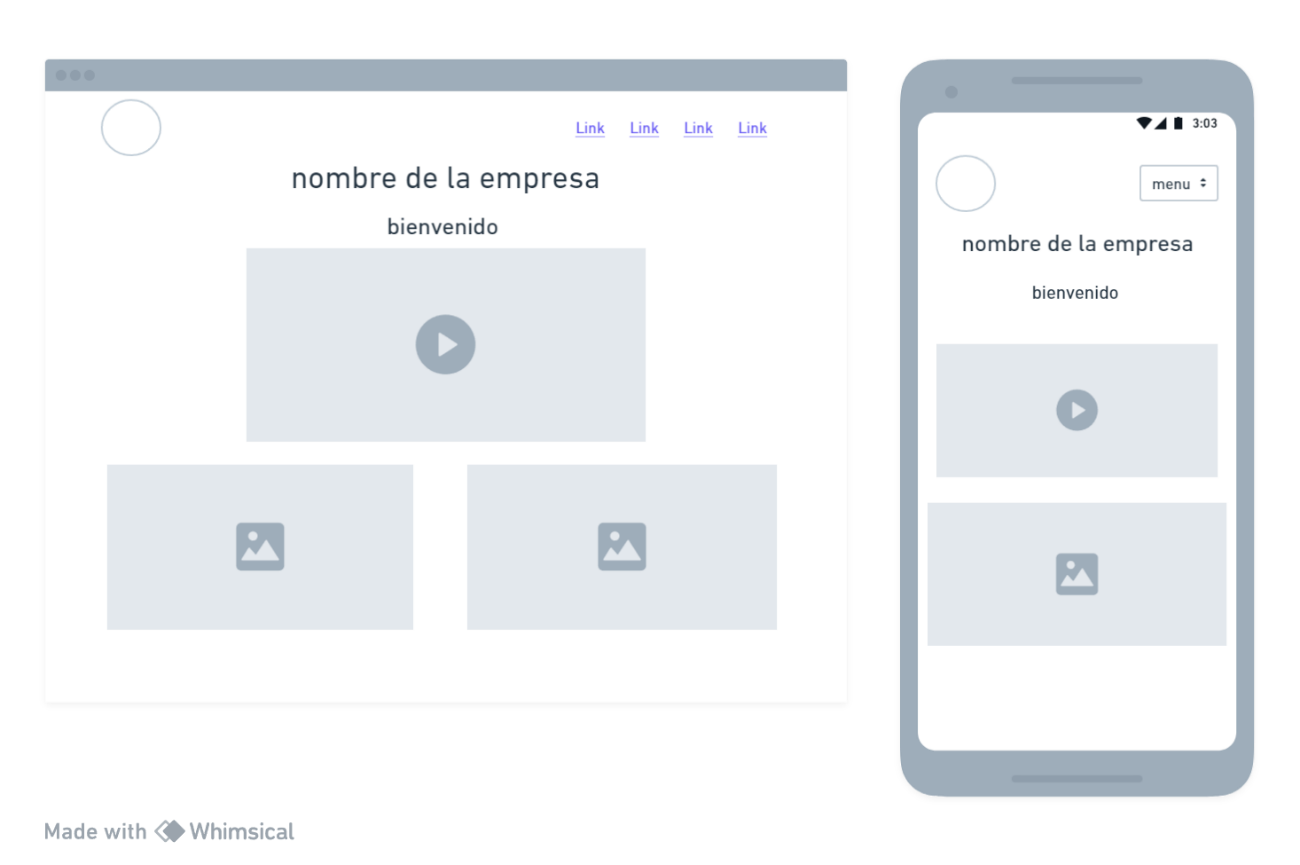 Link Link Link Link
nombre de la empresa
bienvenido
3:03
menu
nombre de la empresa
bienvenido
Made with Whimsical